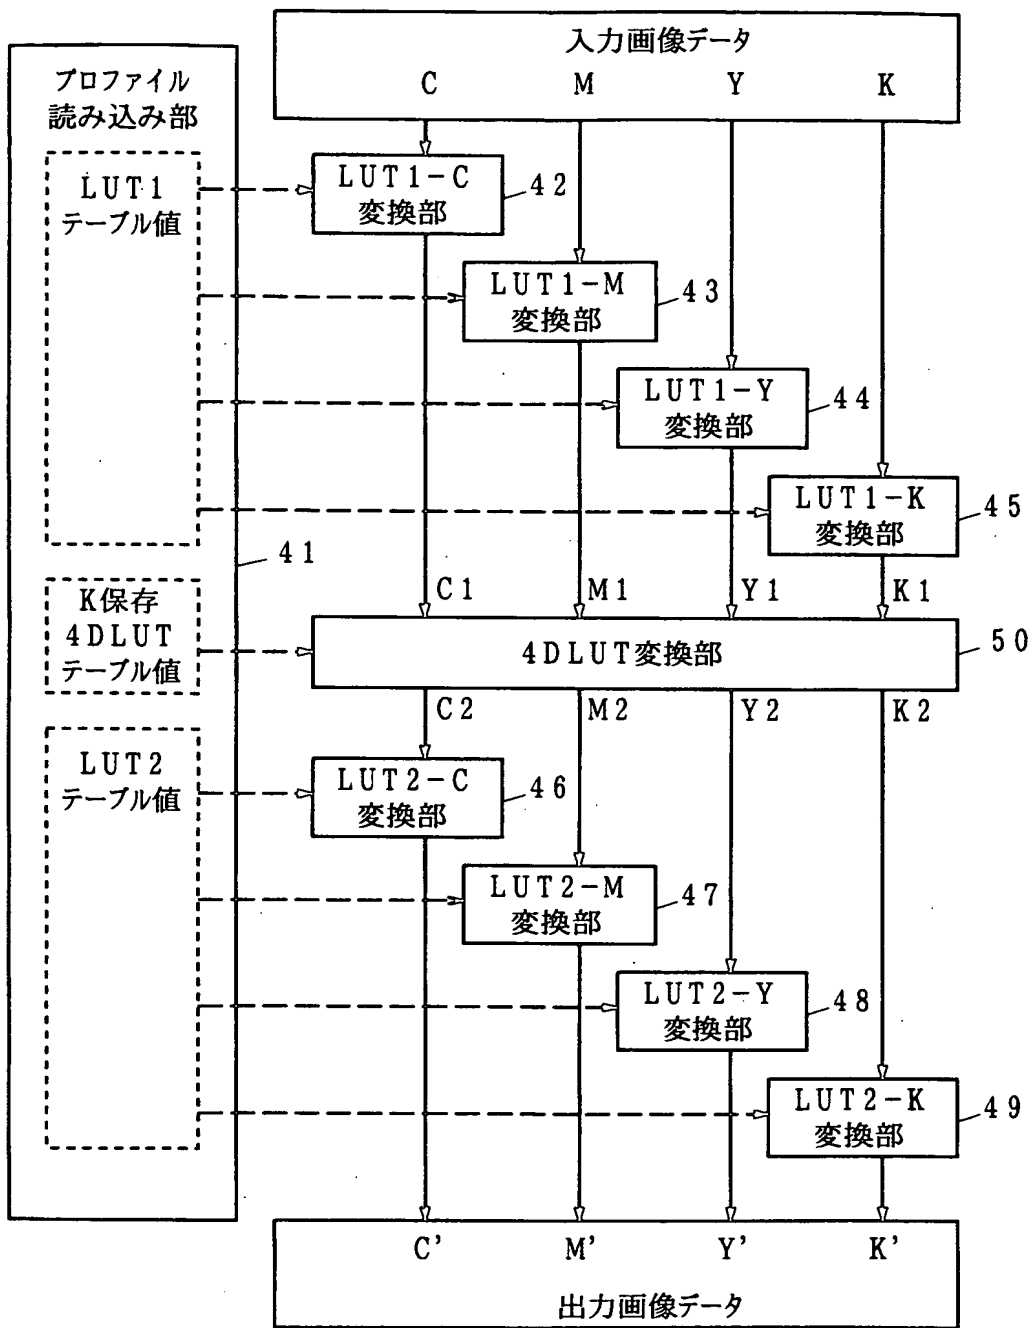 入力画像データ
C M Y K
プロファイル
読み込み部
LUT1
テーブル値
LUT1-C
変換部
42
LUT1-M
変換部
43
LUT1-Y
変換部
44
LUT1-K
変換部
45
41
C1 M1 Y1 K1
K保存
4DLUT
テーブル値
4DLUT変換部
50
C2 M2 Y2 K2
LUT2
テーブル値
LUT2-C
変換部
46
LUT2-M
変換部
47
LUT2-Y
変換部
48
LUT2-K
変換部
49
C' M' Y' K'
出力画像データ